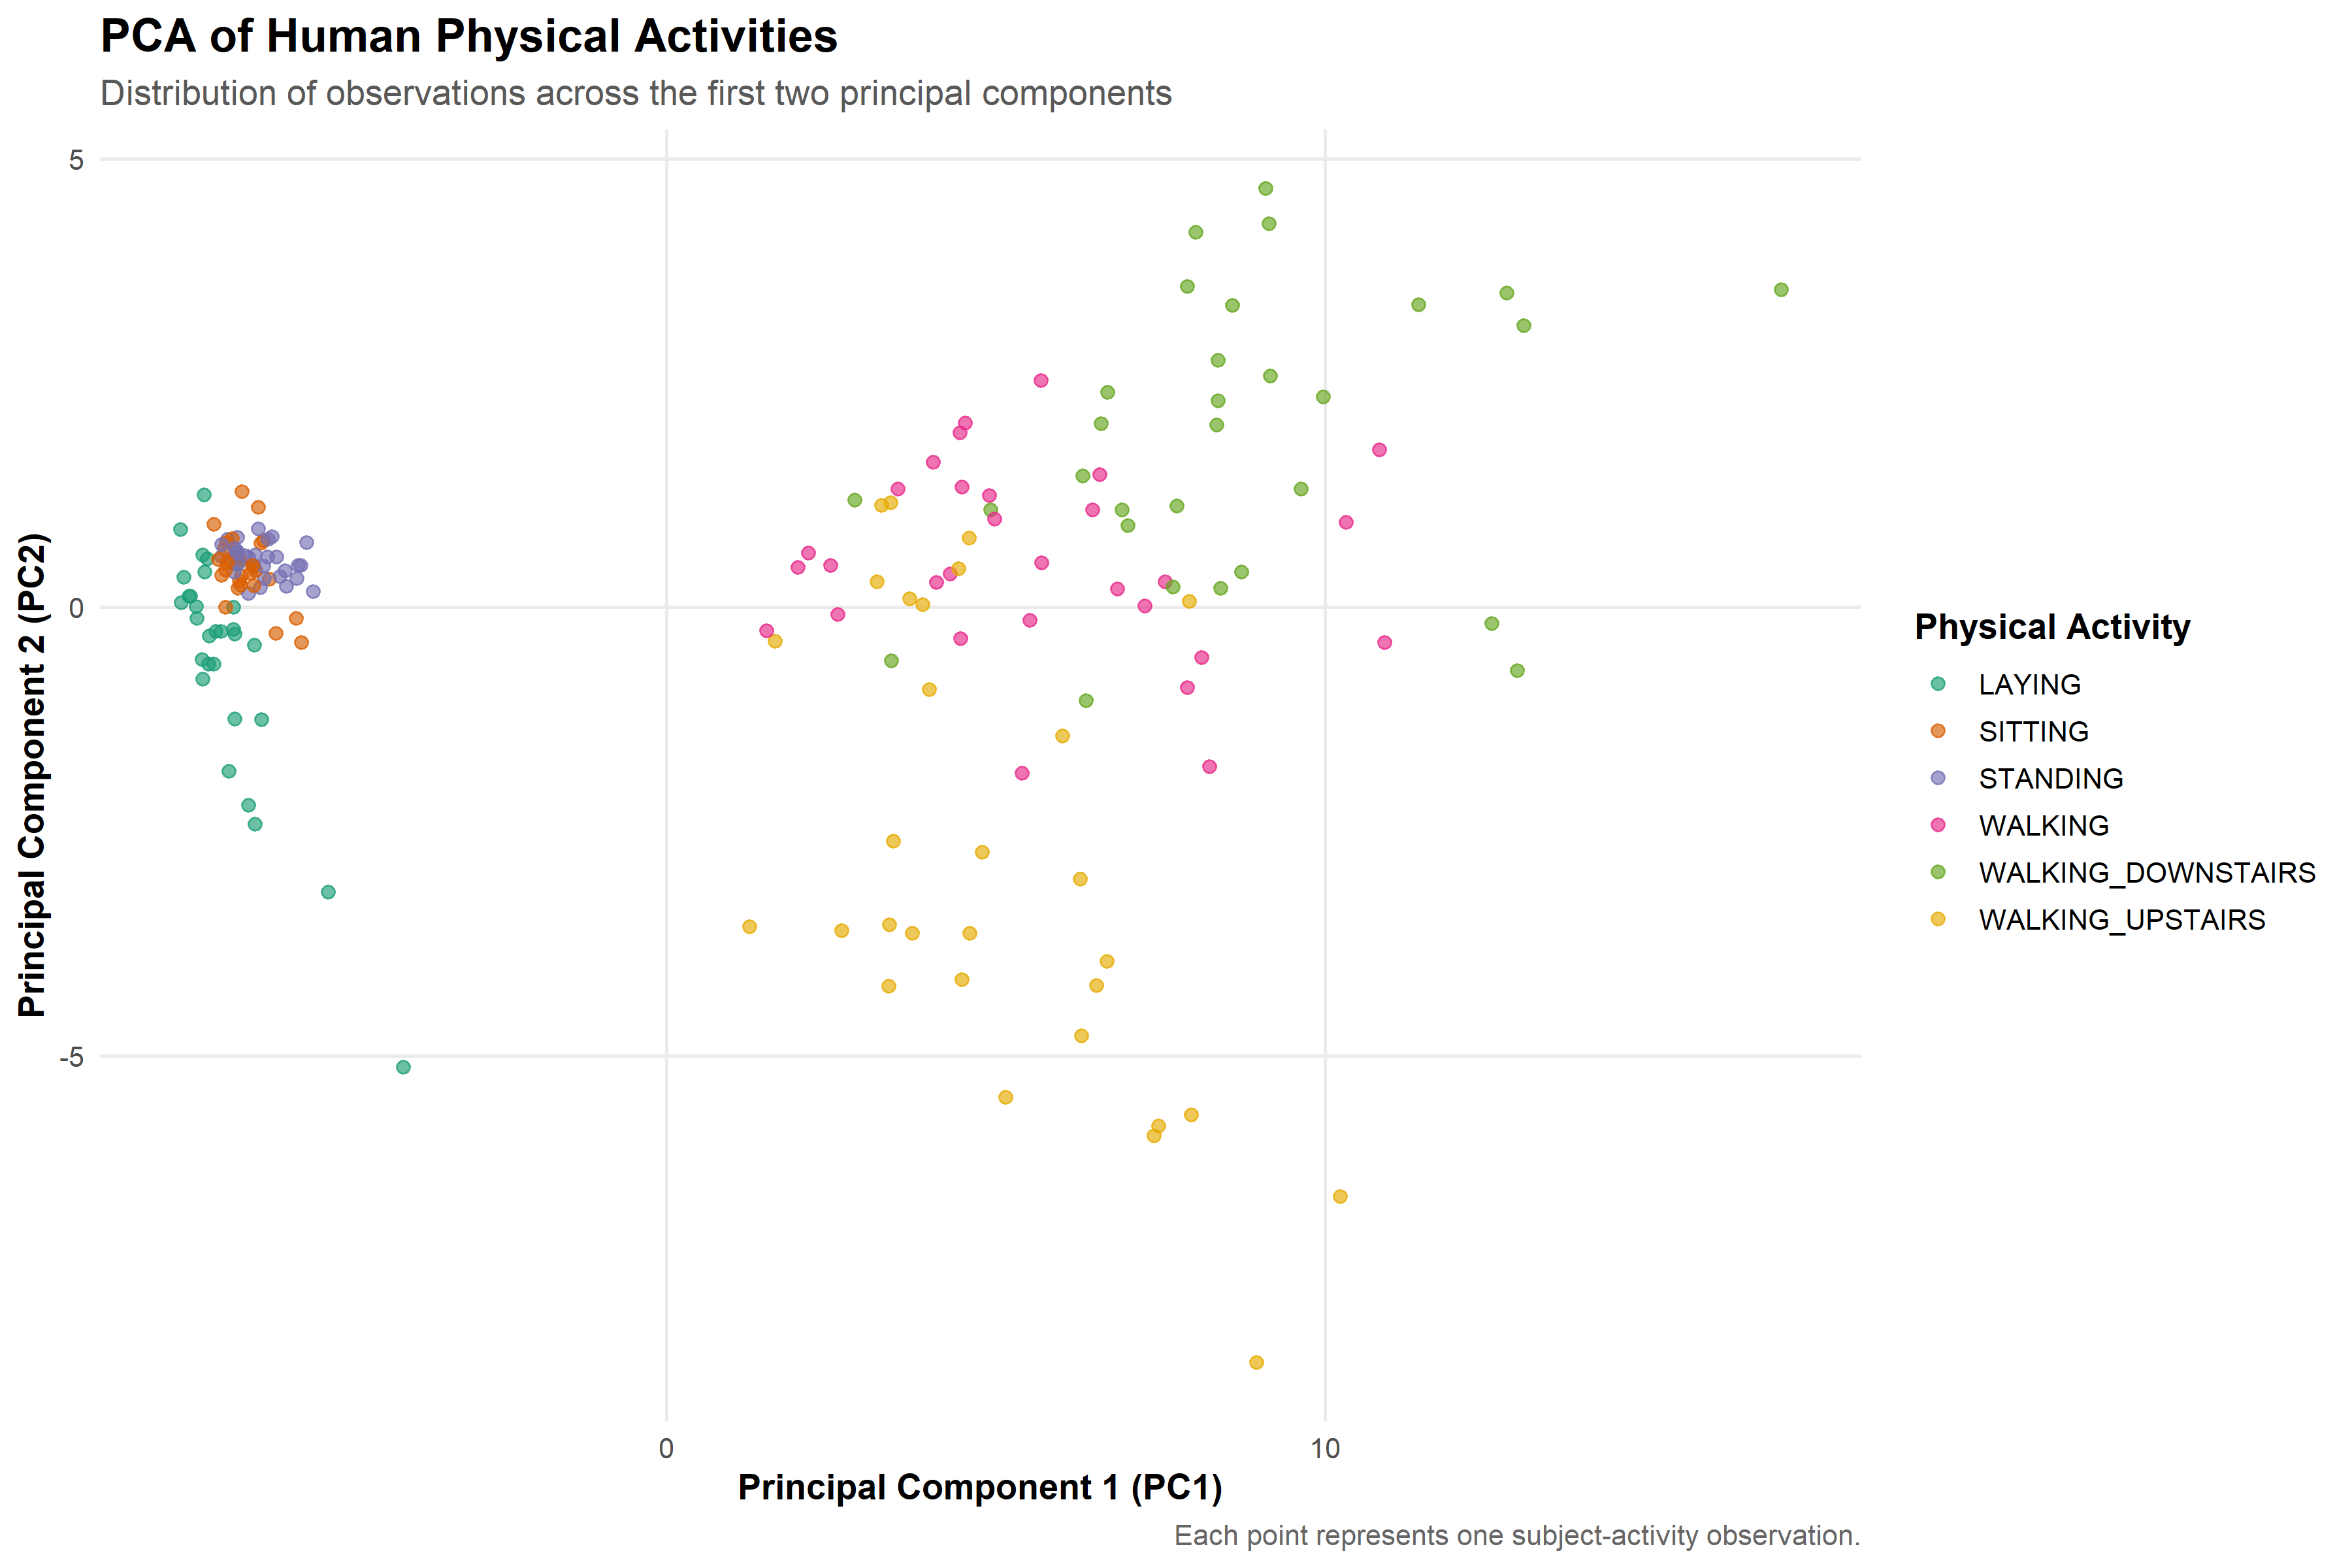 PCA of Human Physical Activities
Distribution of observations across the first two principal components
5
0
-5
Principal Component 2 (PC2)
0
10
Principal Component 1 (PC1)
Physical Activity
LAYING
SITTING
STANDING
WALKING
WALKING_DOWNSTAIRS
WALKING_UPSTAIRS
Each point represents one subject-activity observation.